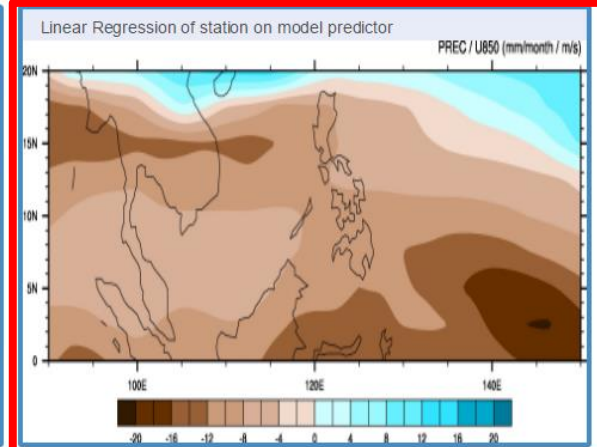 Linear Regression of station on model predictor
PREC / U850 (mm/month / m/s)
20N
15N
10N
5N
0
100E 120E 140E
-20 -16 -12 -8 -4 0 4 8 12 16 20